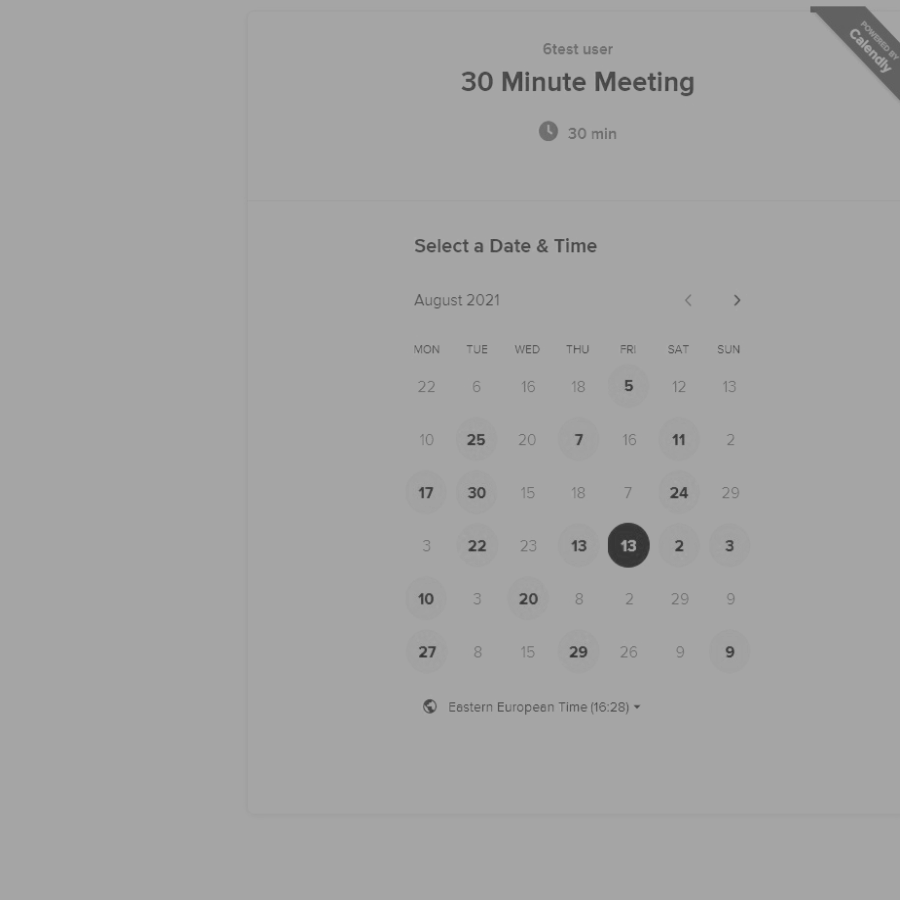 POWERED BY
Calendly
6test user
30 Minute Meeting
30 min
Select a Date & Time
August 2021
MON TUE WED THU FRI SAT SUN
22 6 16 18 5 12 13
10 25 20 7 16 11 2
17 30 15 18 7 24 29
3 22 23 13 13 2 3
10 3 20 8 2 29 9
27 8 15 29 26 9 9
Eastern European Time (16:28)